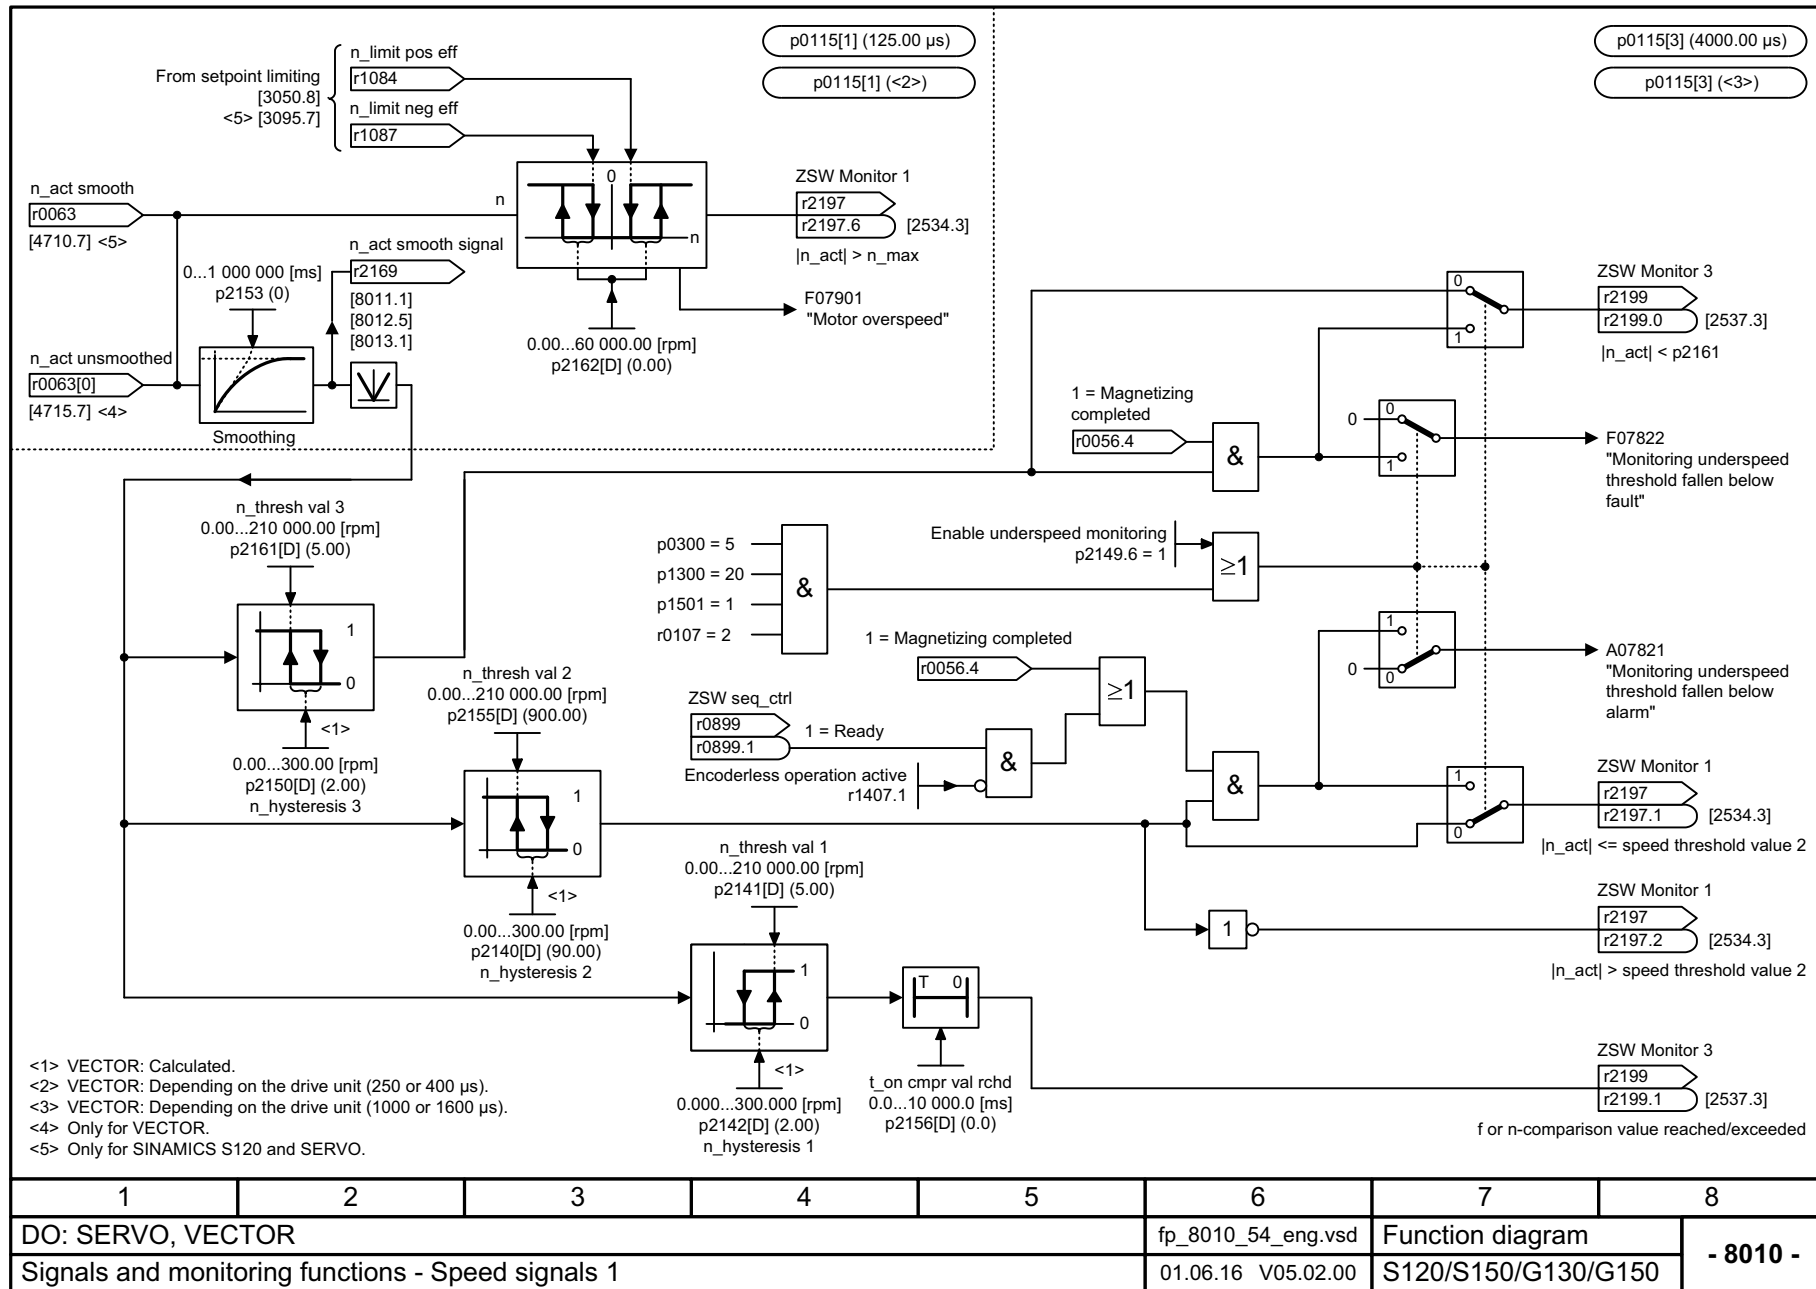 p0115[1] (125.00 µs)
p0115[1] (<2>)
p0115[3] (4000.00 µs)
p0115[3] (<3>)
From setpoint limiting
[3050.8]
<5> [3095.7]
n_limit pos eff
r1084
n_limit neg eff
r1087
n_act smooth
r0063
[4710.7] <5>
n
0
n
ZSW Monitor 1
r2197
r2197.6
[2534.3]
|n_act| > n_max
F07901
"Motor overspeed"
0.00...60 000.00 [rpm]
p2162[D] (0.00)
0...1 000 000 [ms]
p2153 (0)
n_act smooth signal
r2169
[8011.1]
[8012.5]
[8013.1]
n_act unsmoothed
r0063[0]
[4715.7] <4>
Smoothing
0
1
ZSW Monitor 3
r2199
r2199.0
[2537.3]
|n_act| < p2161
1 = Magnetizing
completed
r0056.4
&
0
0
1
F07822
"Monitoring underspeed
threshold fallen below
fault"
n_thresh val 3
0.00...210 000.00 [rpm]
p2161[D] (5.00)
1
0
<1>
0.00...300.00 [rpm]
p2150[D] (2.00)
n_hysteresis 3
p0300 = 5
p1300 = 20
p1501 = 1
r0107 = 2
&
Enable underspeed monitoring
p2149.6 = 1
≥1
1
0
0
A07821
"Monitoring underspeed
threshold fallen below
alarm"
1 = Magnetizing completed
r0056.4
≥1
ZSW seq_ctrl
r0899
r0899.1
1 = Ready
Encoderless operation active
r1407.1
&
&
n_thresh val 2
0.00...210 000.00 [rpm]
p2155[D] (900.00)
1
0
<1>
0.00...300.00 [rpm]
p2140[D] (90.00)
n_hysteresis 2
1
0
ZSW Monitor 1
r2197
r2197.1
[2534.3]
|n_act| <= speed threshold value 2
n_thresh val 1
0.00...210 000.00 [rpm]
p2141[D] (5.00)
1
0
<1>
0.000...300.000 [rpm]
p2142[D] (2.00)
n_hysteresis 1
1
ZSW Monitor 1
r2197
r2197.2
[2534.3]
|n_act| > speed threshold value 2
T 0
t_on cmpr val rchd
0.0...10 000.0 [ms]
p2156[D] (0.0)
ZSW Monitor 3
r2199
r2199.1
[2537.3]
f or n-comparison value reached/exceeded
<1> VECTOR: Calculated.
<2> VECTOR: Depending on the drive unit (250 or 400 µs).
<3> VECTOR: Depending on the drive unit (1000 or 1600 µs).
<4> Only for VECTOR.
<5> Only for SINAMICS S120 and SERVO.
1 2 3 4 5 6 7 8
DO: SERVO, VECTOR
fp_8010_54_eng.vsd
Function diagram
- 8010 -
Signals and monitoring functions - Speed signals 1
01.06.16 V05.02.00
S120/S150/G130/G150